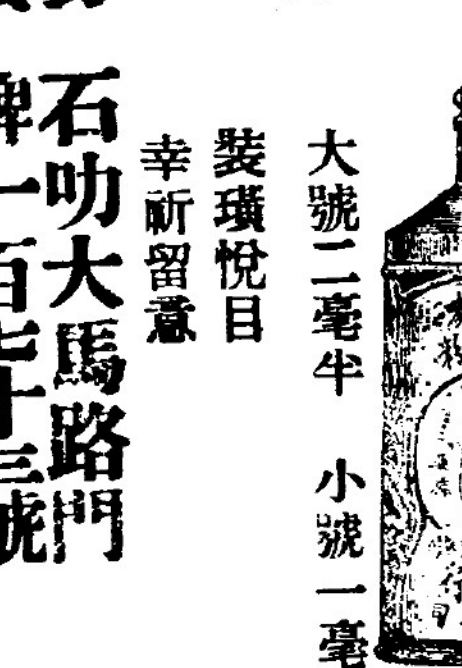 大號二毫半 小號一毫
裝璜悅目
幸祈留意
石叻大馬路門
牌一百七十三號